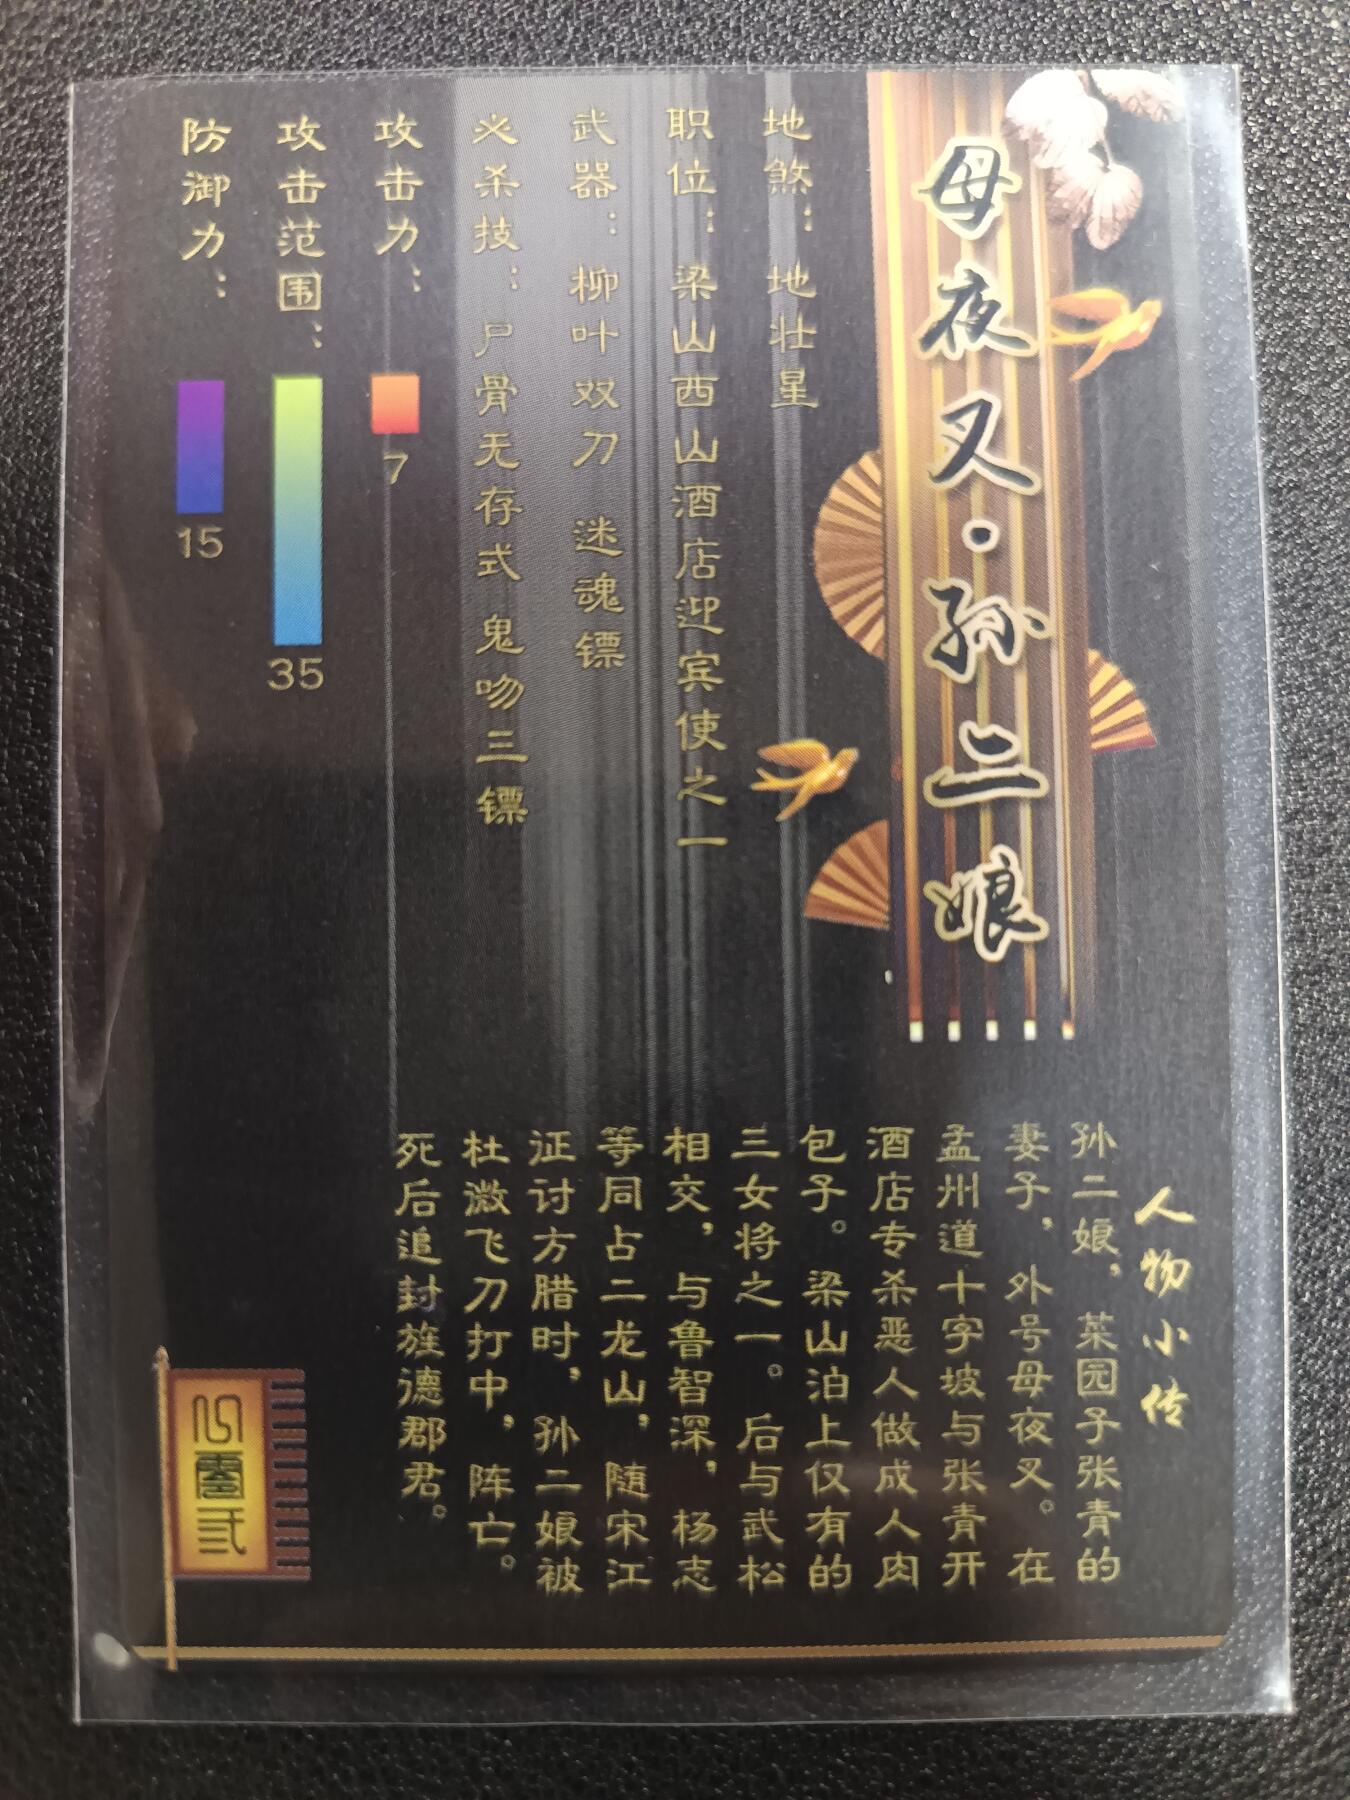 母夜叉·孙二娘
地煞：地壮星
职位：梁山西山酒店迎宾使之一
武器：柳叶双刀 迷魂镖
必杀技：尸骨无存式 鬼吻三镖
攻击力：7
攻击范围：35
防御力：15
人物小传
孙二娘，菜园子张青的
妻子，外号母夜叉。在
孟州道十字坡与张青开
酒店专杀恶人做成人肉
包子。梁山泊上仅有的
三女将之一。后与武松
相交，与鲁智深，杨志
等同占二龙山，随宋江
征讨方腊时，孙二娘被
杜微飞刀打中，阵亡。
死后追封旌德郡君。